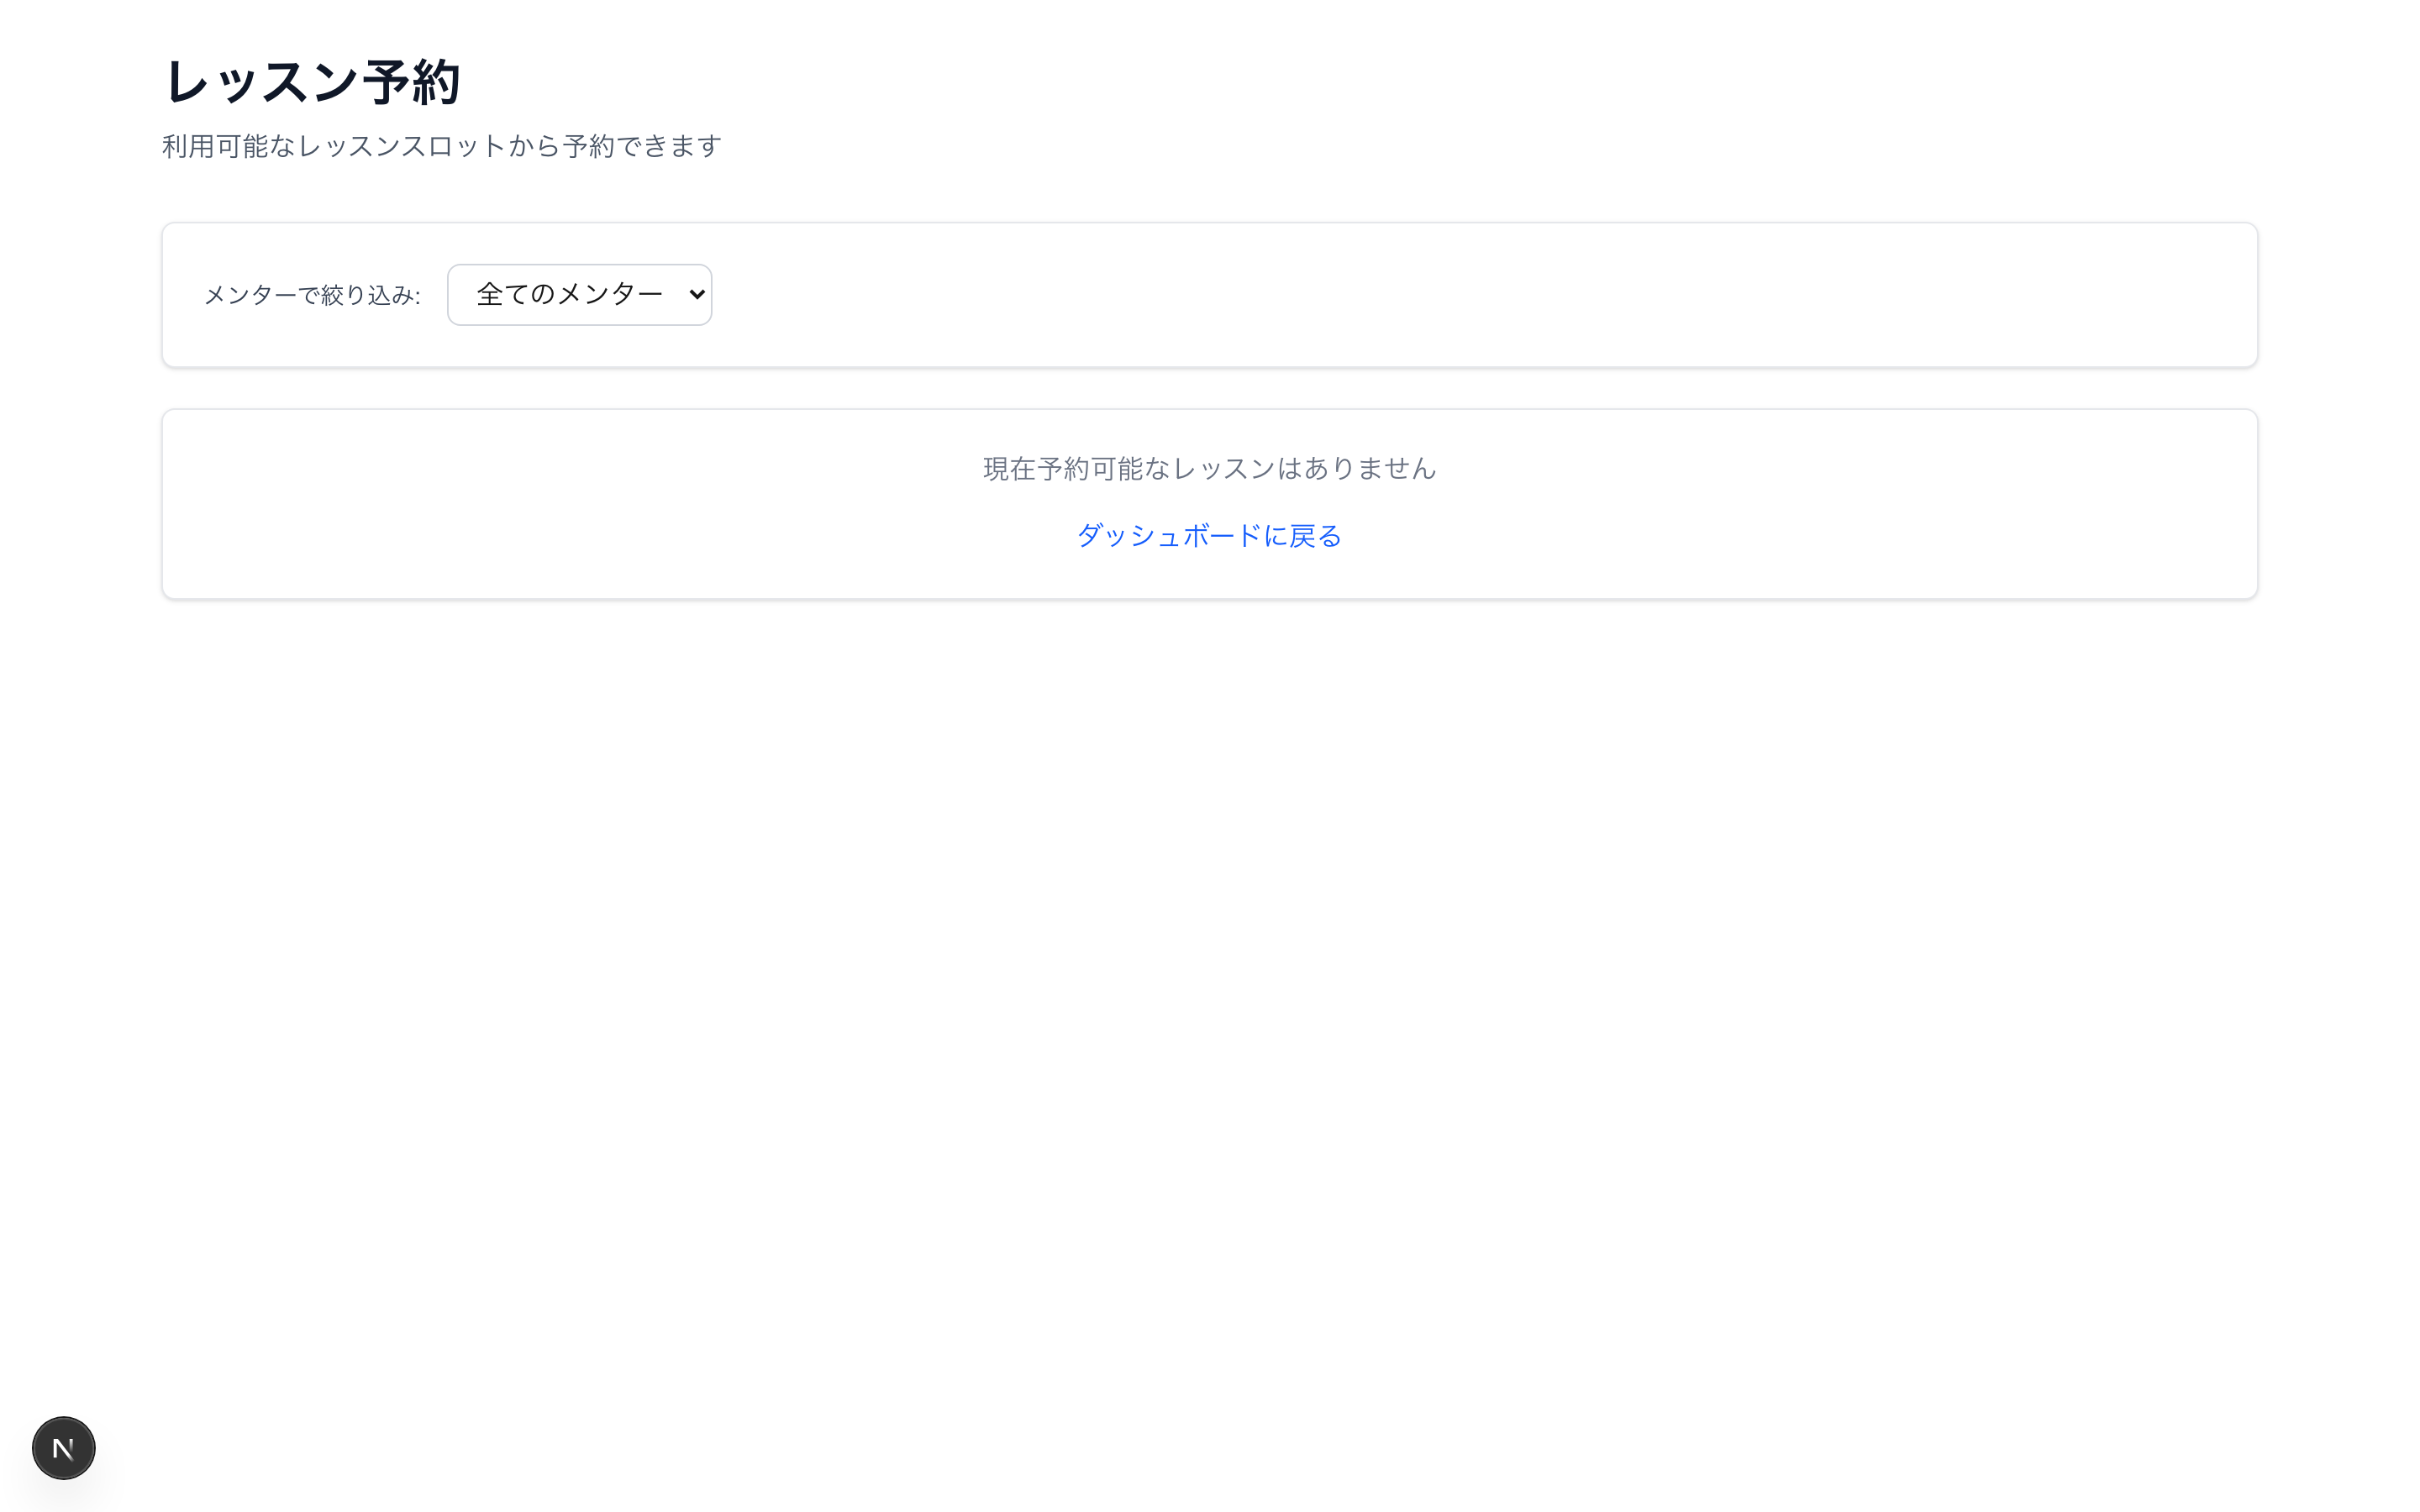 レッスン予約
利用可能なレッスンスロットから予約できます
メンターで絞り込み: 全てのメンター
現在予約可能なレッスンはありません
ダッシュボードに戻る
N